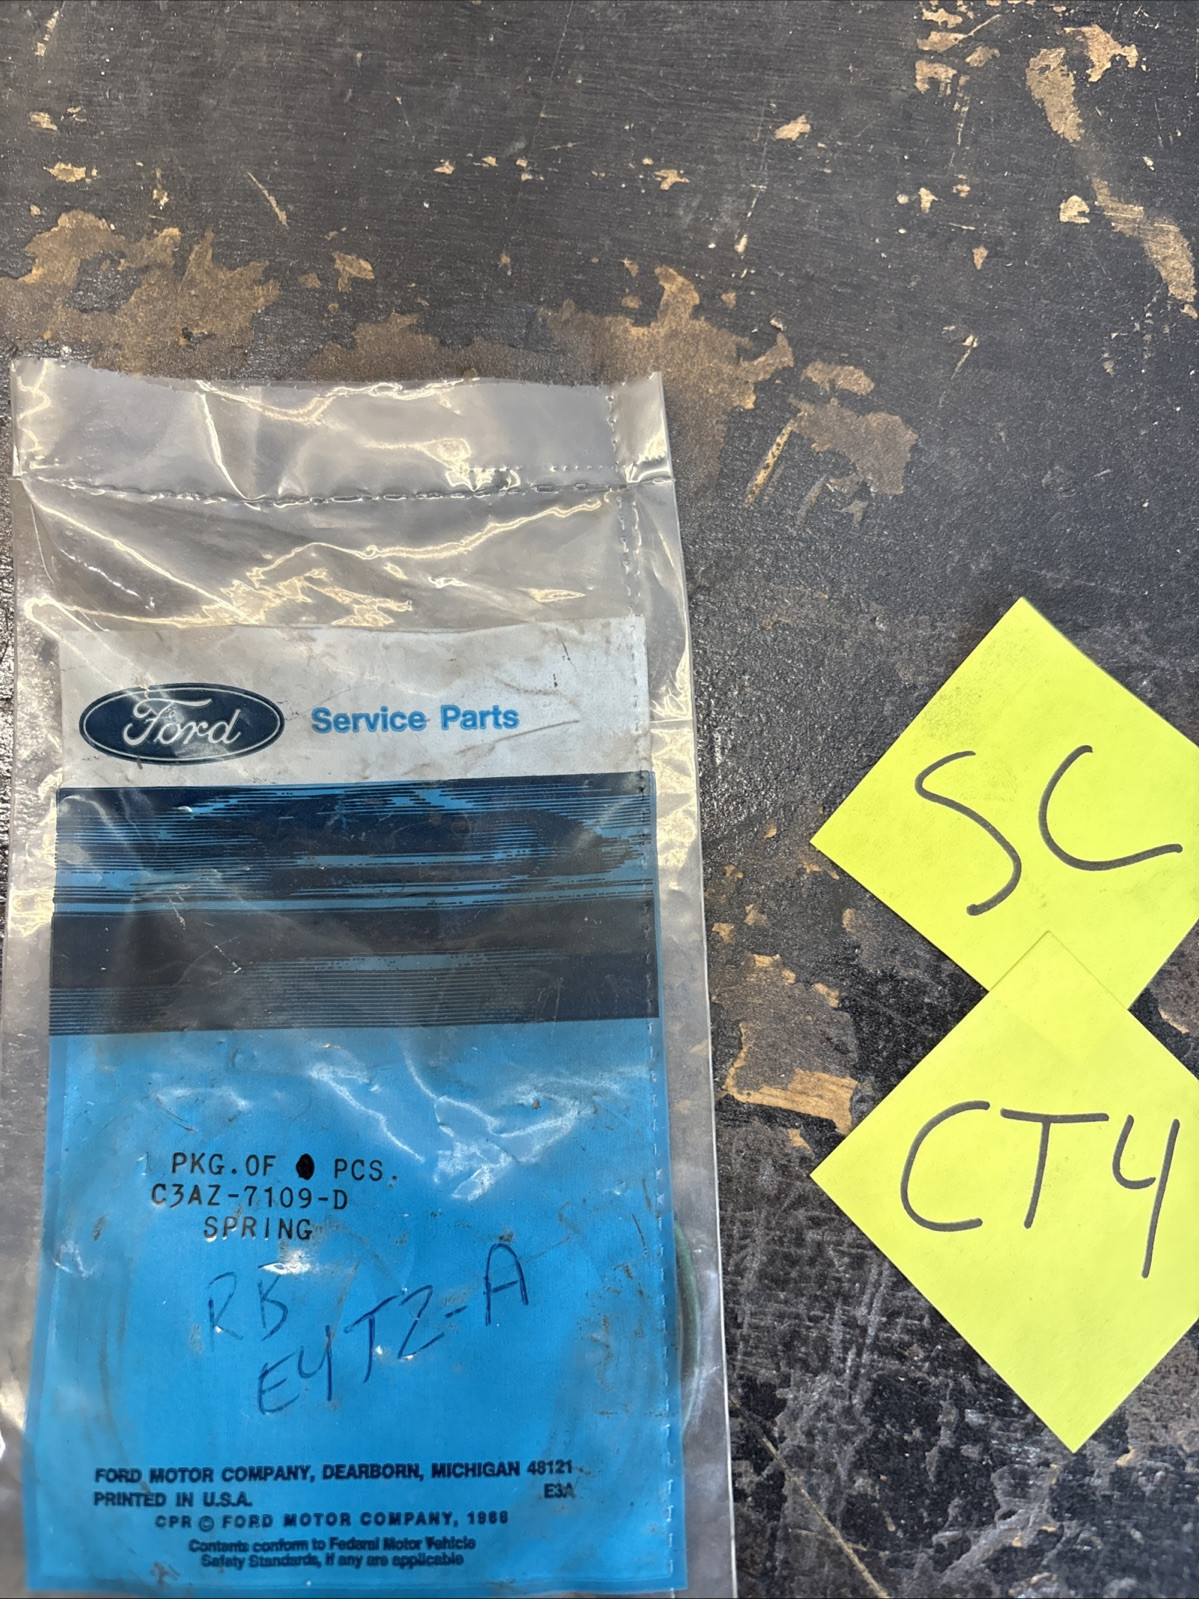 Ford Service Parts
PKG.OF PCS.
C3AZ-7109-D
SPRING
RB
E4TZ-A
FORD MOTOR COMPANY, DEARBORN, MICHIGAN 48121
PRINTED IN U.S.A. E3A
CPR © FORD MOTOR COMPANY, 1968
Contents conform to Federal Motor Vehicle
Safety Standards, if any are applicable
SC
CT4